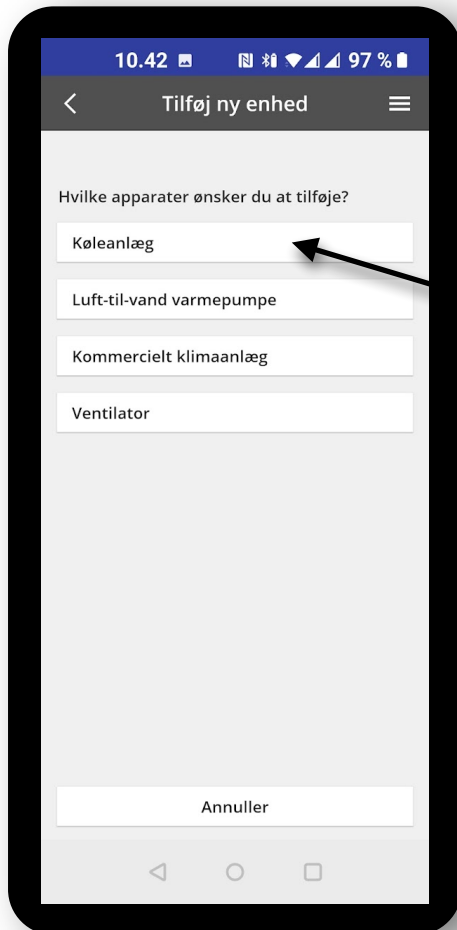 10.42 97 %
Tilføj ny enhed
Hvilke apparater ønsker du at tilføje?
Køleanlæg
Luft-til-vand varmepumpe
Kommercielt klimaanlæg
Ventilator
Annuller